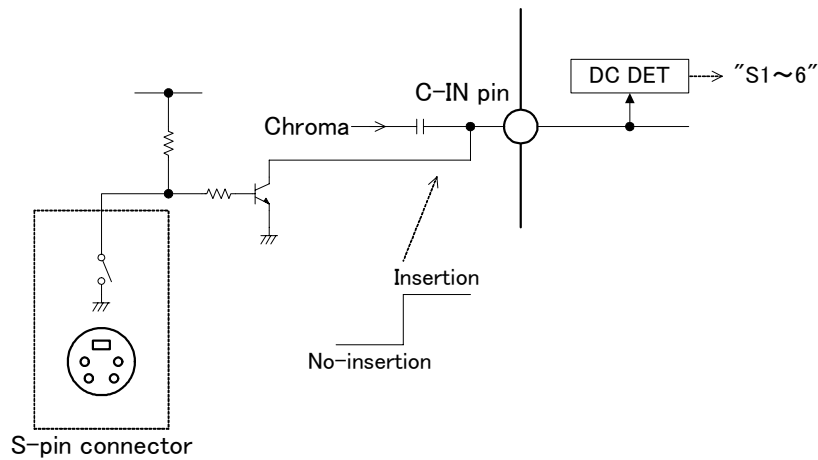 DC DET
"S1～6"
C-IN pin
Chroma
Insertion
No-insertion
S-pin connector